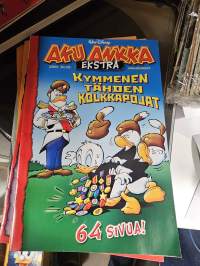 Walt Disney
AKU ANKKA
EKSTRA
KYMMENEN
TÄHDEN
KOLKKAPOJAT
64 SIVUA!